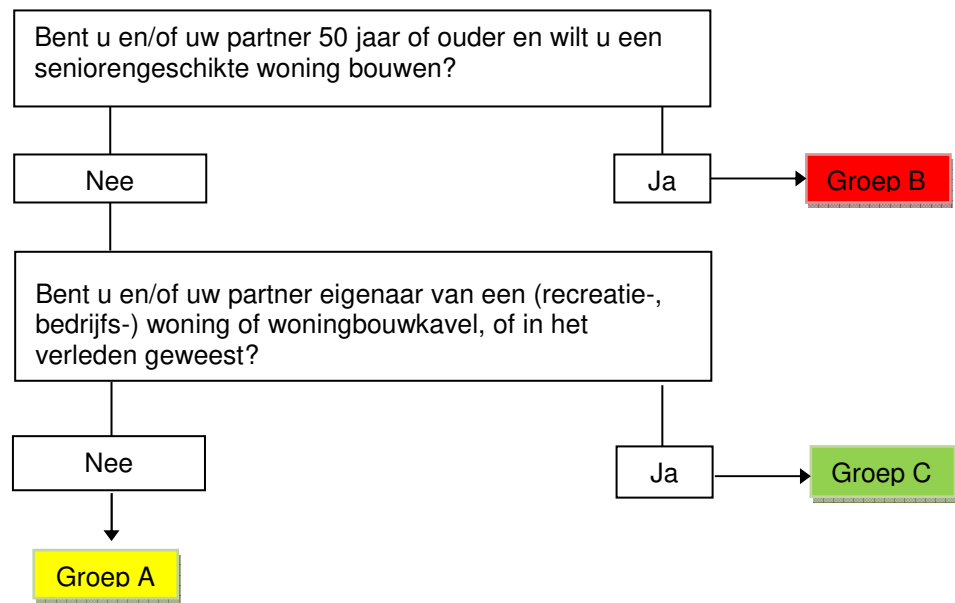 Bent u en/of uw partner 50 jaar of ouder en wilt u een
seniorengeschikte woning bouwen?
Nee
Ja
Groep B
Bent u en/of uw partner eigenaar van een (recreatie-,
bedrijfs-) woning of woningbouwkavel, of in het
verleden geweest?
Nee
Ja
Groep C
Groep A